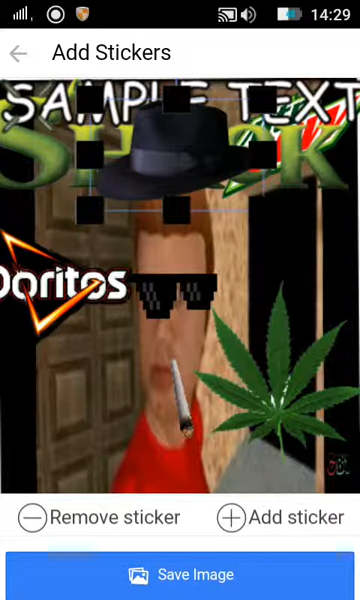 14:29
Add Stickers
SAMPLE TEXT
Doritos
Remove sticker
Add sticker
Save Image